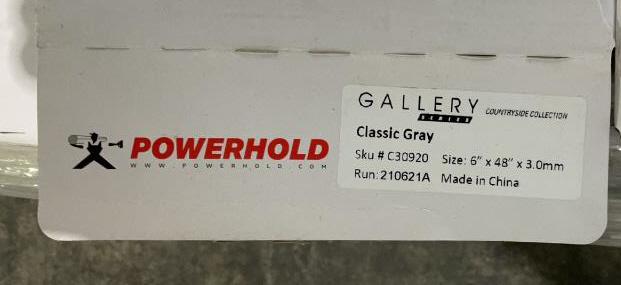 GALLERY
SERIES
COUNTRYSIDE COLLECTION
Classic Gray
Sku # C30920 Size: 6" x 48" x 3.0mm
Run: 210621A Made in China
POWERHOLD
WWW.POWERHOLD.COM